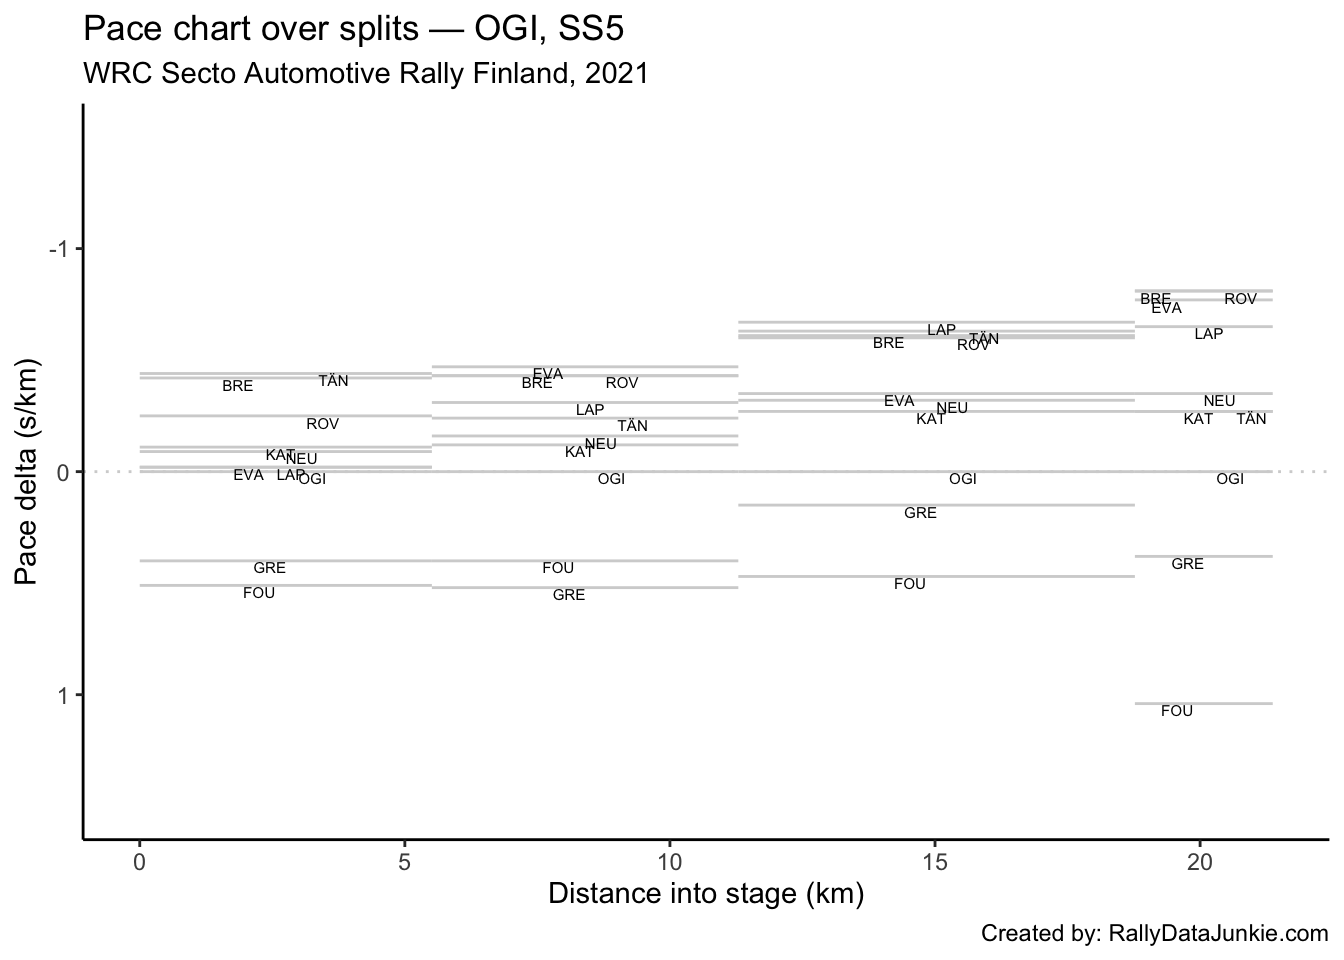 Pace chart over splits — OGI, SS5
WRC Secto Automotive Rally Finland, 2021
Pace delta (s/km)
-1
0
1
BRE TÄN
ROV
KAT
NEU
EVA LAP OGI
GRE
FOU
EVA
BRE ROV
LAP
TÄN
NEU
KAT
OGI
FOU
GRE
LAP
TÄN
BRE ROV
EVA
NEU
KAT
OGI
GRE
FOU
BRE ROV
EVA
LAP
NEU
KAT TÄN
OGI
GRE
FOU
0 5 10 15 20
Distance into stage (km)
Created by: RallyDataJunkie.com